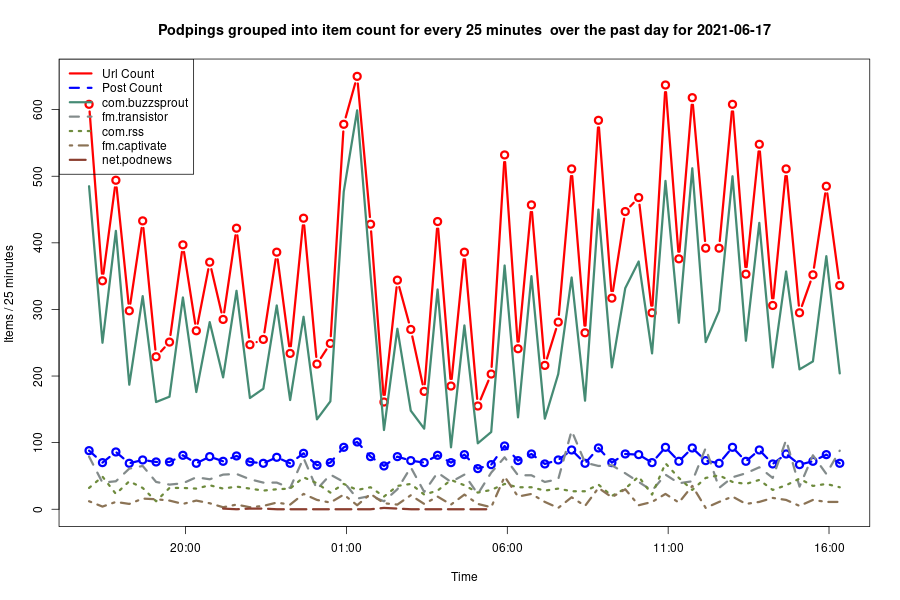 Podpings grouped into item count for every 25 minutes  over the past day for 2021-06-17
Url Count
Post Count
com.buzzsprout
fm.transistor
com.rss
fm.captivate
net.podnews
Items / 25 minutes
600
500
400
300
200
100
0
20:00
01:00
06:00
11:00
16:00
Time